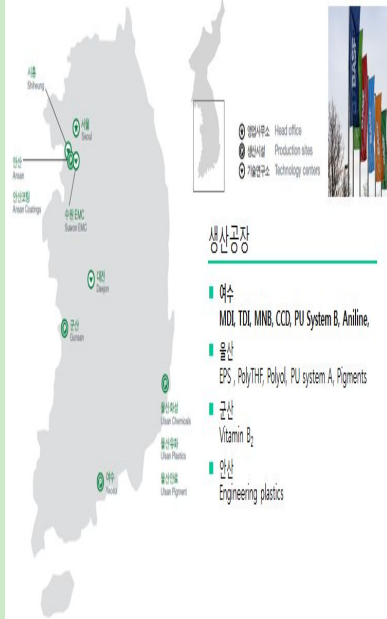 시흥
Shiheung
서울
Seoul
안산
Ansan
안산코팅
Ansan Coatings
수원 EMC
Suwon EMC
대전
Daejon
군산
Gunsan
울산화성
Ulsan Chemicals
울산유화
Ulsan Plastics
울산안료
Ulsan Pigment
여수
Yeosu
영업사무소 Head office
생산시설 Production sites
기술연구소 Technology centers
BASF
생산공장
여수
MDI, TDI, MNB, CCD, PU System B, Aniline,
울산
EPS , PolyTHF, Polyol, PU system A, Pigments
군산
Vitamin B₂
안산
Engineering plastics